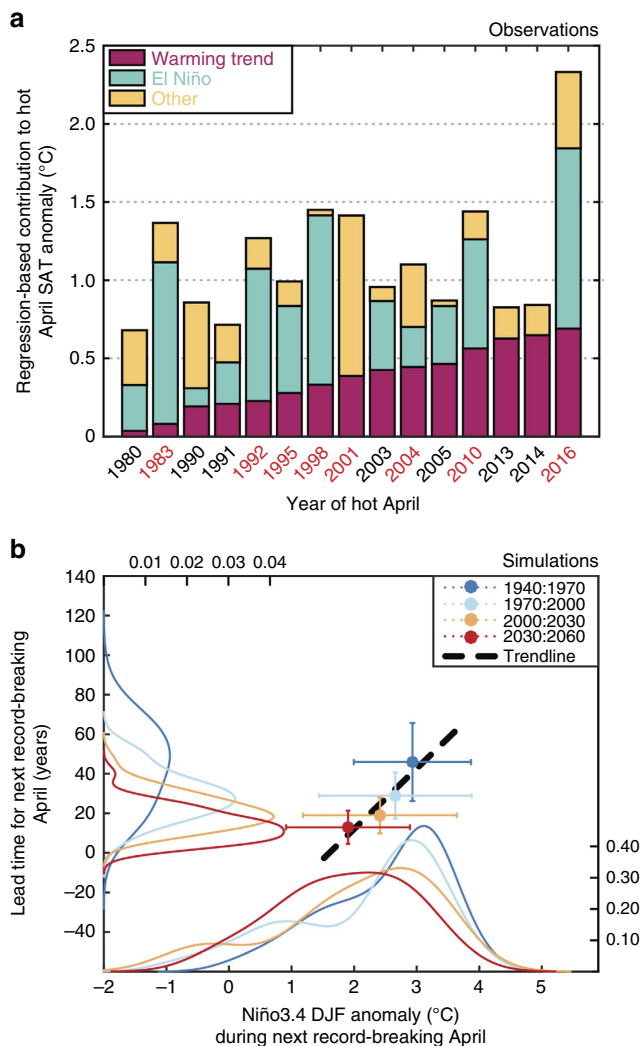 a
Observations
Warming trend
El Niño
Other
Regression-based contribution to hot
April SAT anomaly (°C)
2.5
2.0
1.5
1.0
0.5
0
1980 1983 1990 1991 1992 1995 1998 2001 2003 2004 2005 2010 2013 2014 2016
Year of hot April
b
Simulations
0.01 0.02 0.03 0.04
1940:1970
1970:2000
2000:2030
2030:2060
Trendline
Lead time for next record-breaking
April (years)
140
120
100
80
60
40
20
0
−20
−40
0.40
0.30
0.20
0.10
−2 −1 0 1 2 3 4 5
Niño3.4 DJF anomaly (°C)
during next record-breaking April